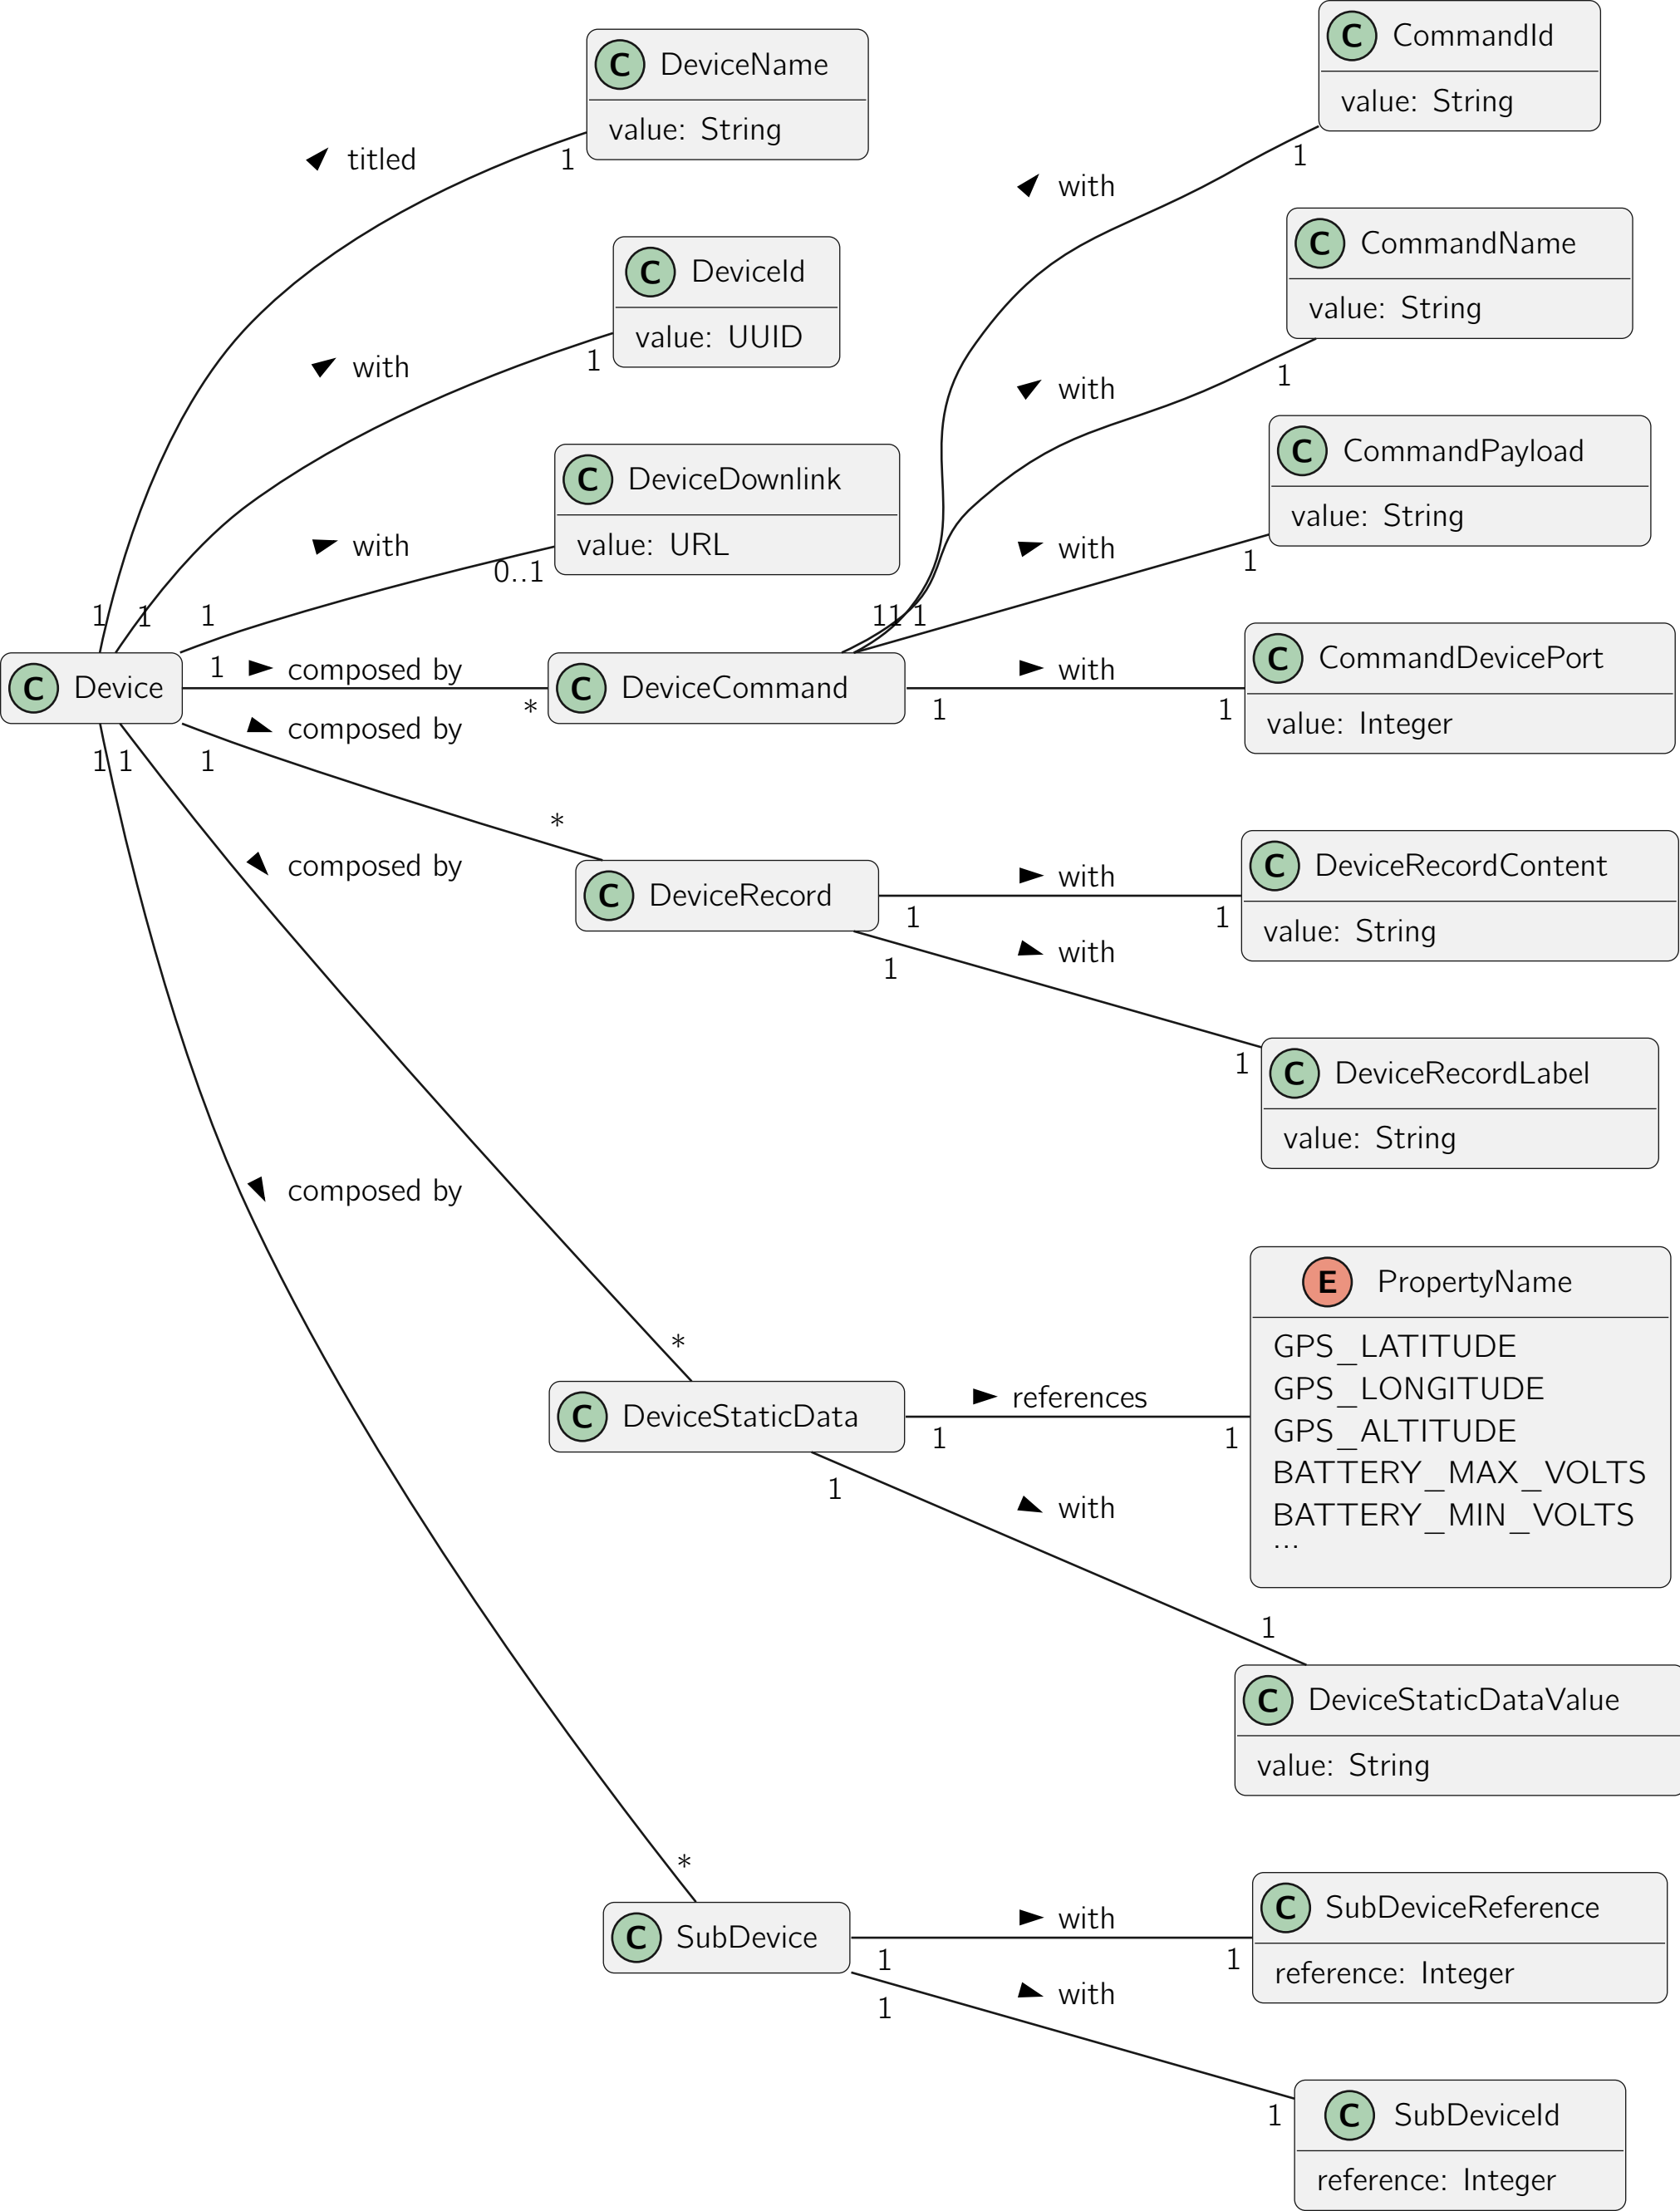 C CommandId
value: String
C DeviceName
value: String
titled
1
1
with
C CommandName
value: String
C DeviceId
value: UUID
with
1
with
1
C CommandPayload
value: String
C DeviceDownlink
value: URL
with
0..1
with
1
1 1 1
1 1 1
C Device
1 composed by
*
C DeviceCommand
1 with 1
C CommandDevicePort
value: Integer
composed by
1 1 1
*
composed by
C DeviceRecord
1 with 1
C DeviceRecordContent
value: String
with
1
1
C DeviceRecordLabel
value: String
composed by
E PropertyName
GPS_LATITUDE
GPS_LONGITUDE
GPS_ALTITUDE
BATTERY_MAX_VOLTS
BATTERY_MIN_VOLTS
...
*
C DeviceStaticData
1 references 1
1
with
1
C DeviceStaticDataValue
value: String
*
C SubDevice
1 with 1
C SubDeviceReference
reference: Integer
with
1
1
C SubDeviceId
reference: Integer